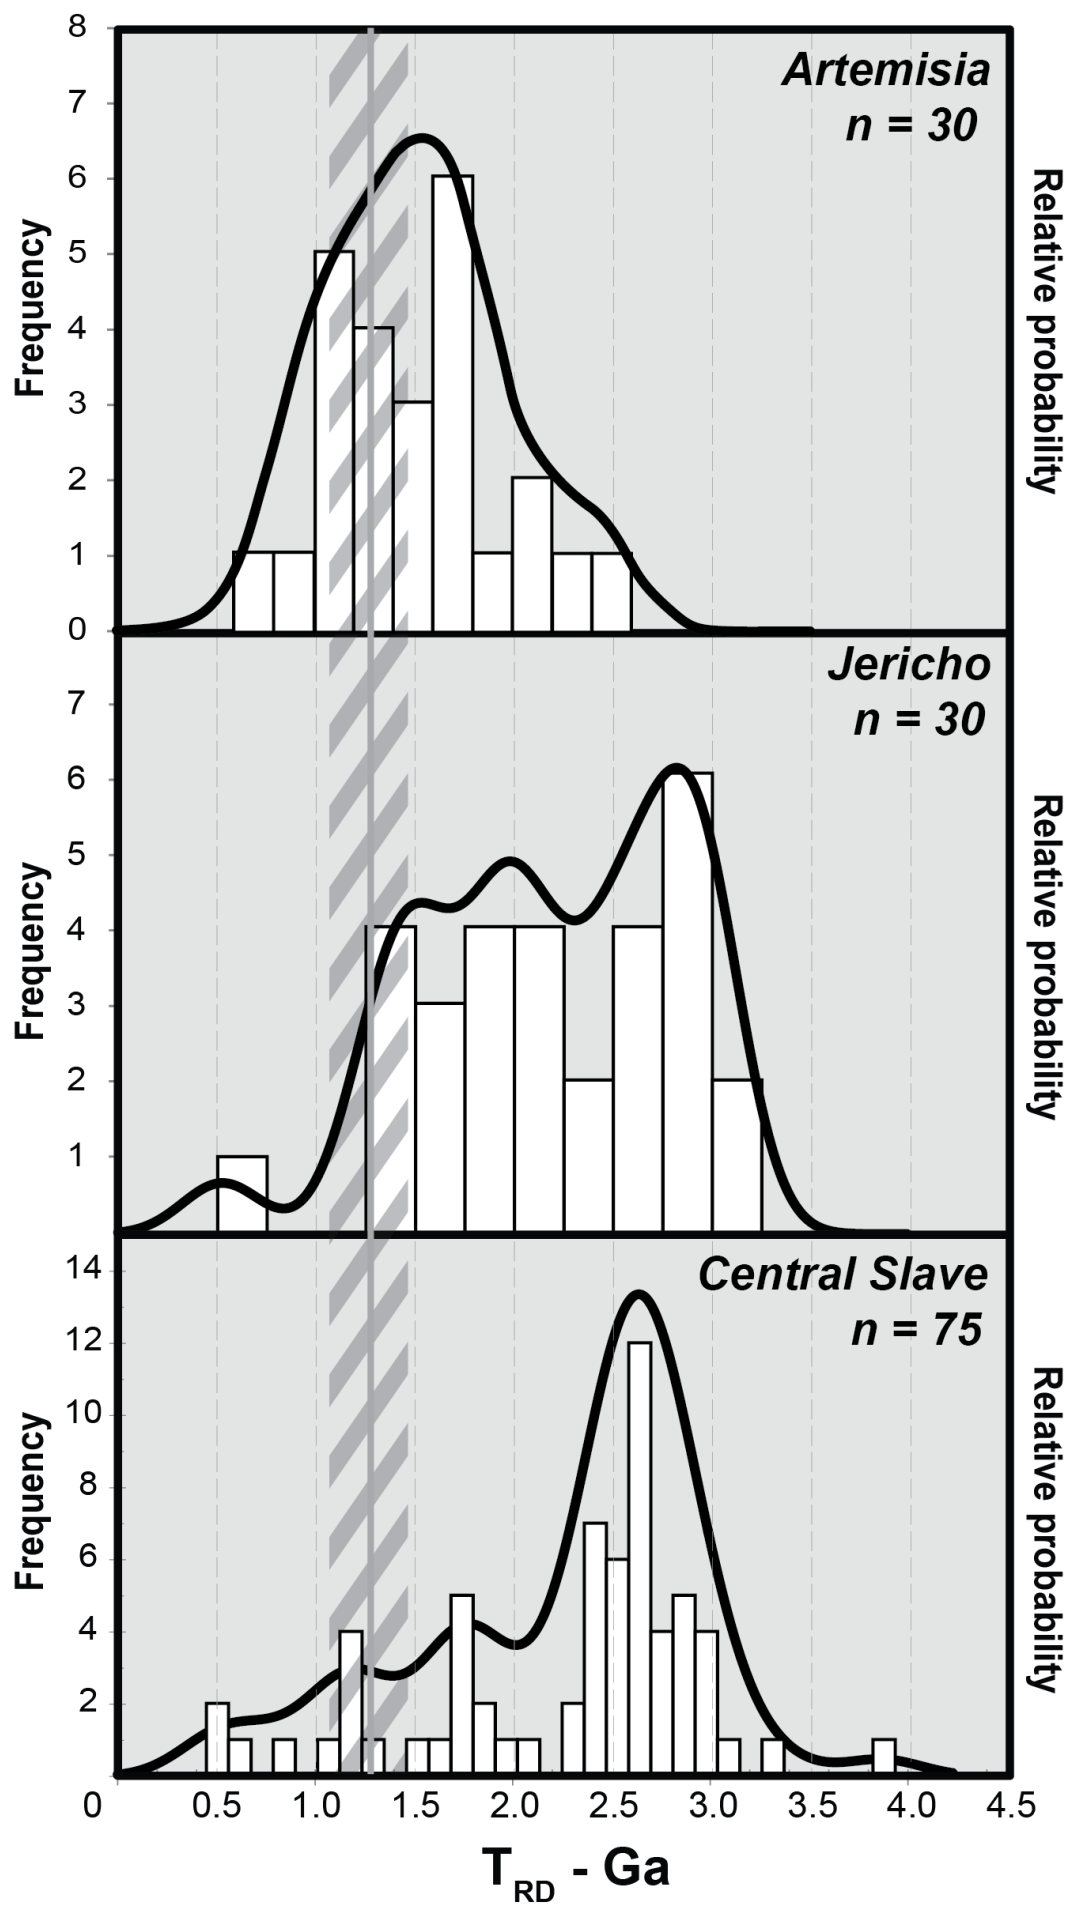 8
Artemisia
n = 30
7
6
5
4
3
2
1
0
Frequency
Relative probability
Jericho
n = 30
7
6
5
4
3
2
1
Frequency
Relative probability
Central Slave
n = 75
14
12
10
8
6
4
2
Frequency
Relative probability
0 0.5 1.0 1.5 2.0 2.5 3.0 3.5 4.0 4.5
TRD - Ga